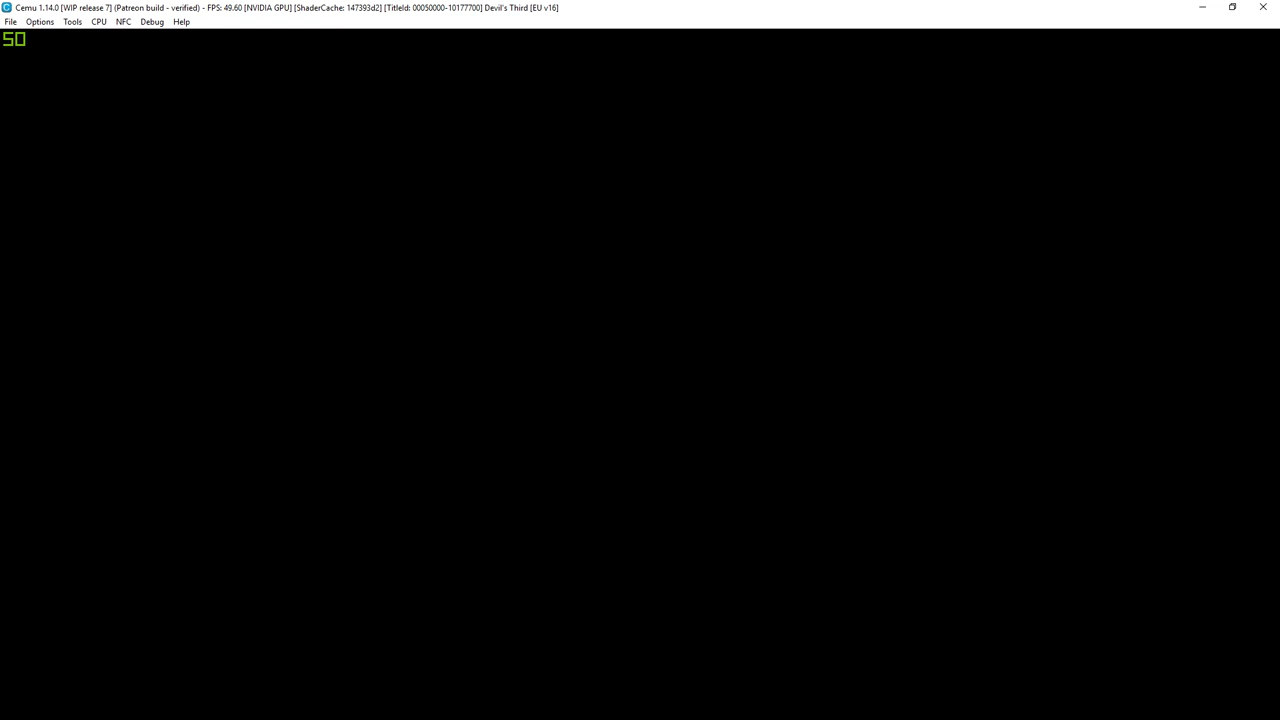 Cemu 1.14.0 [WIP release 7] (Patreon build - verified) - FPS: 49.60 [NVIDIA GPU] [ShaderCache: 147393d2] [TitleId: 00050000-10177700] Devil's Third [EU v16]
File Options Tools CPU NFC Debug Help
50